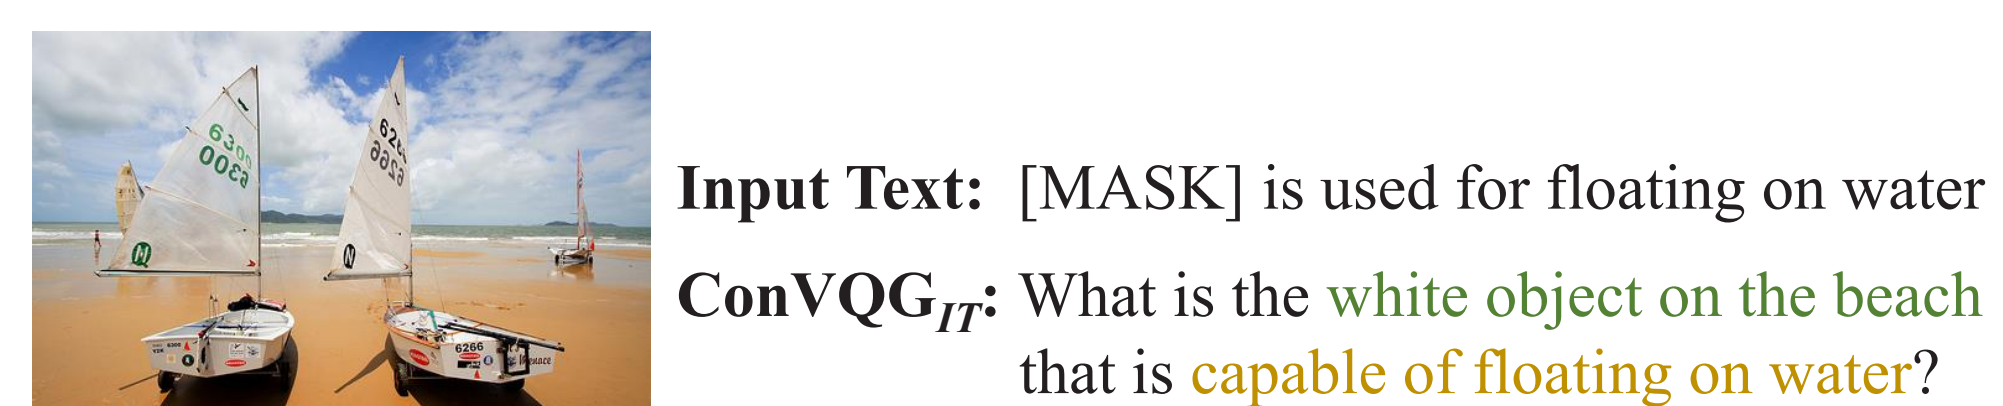 Input Text: [MASK] is used for floating on water
ConVQG_IT: What is the white object on the beach
that is capable of floating on water?
6300
6300
6266
N
6300
6266